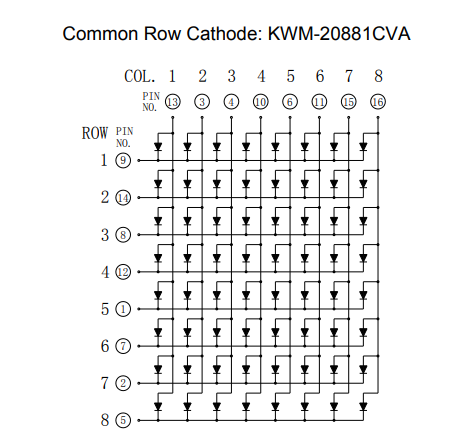 Common Row Cathode: KWM-20881CVA
COL. 1 2 3 4 5 6 7 8
PIN NO. 13 3 4 10 6 11 15 16
ROW PIN NO.
1 9
2 14
3 8
4 12
5 1
6 7
7 2
8 5